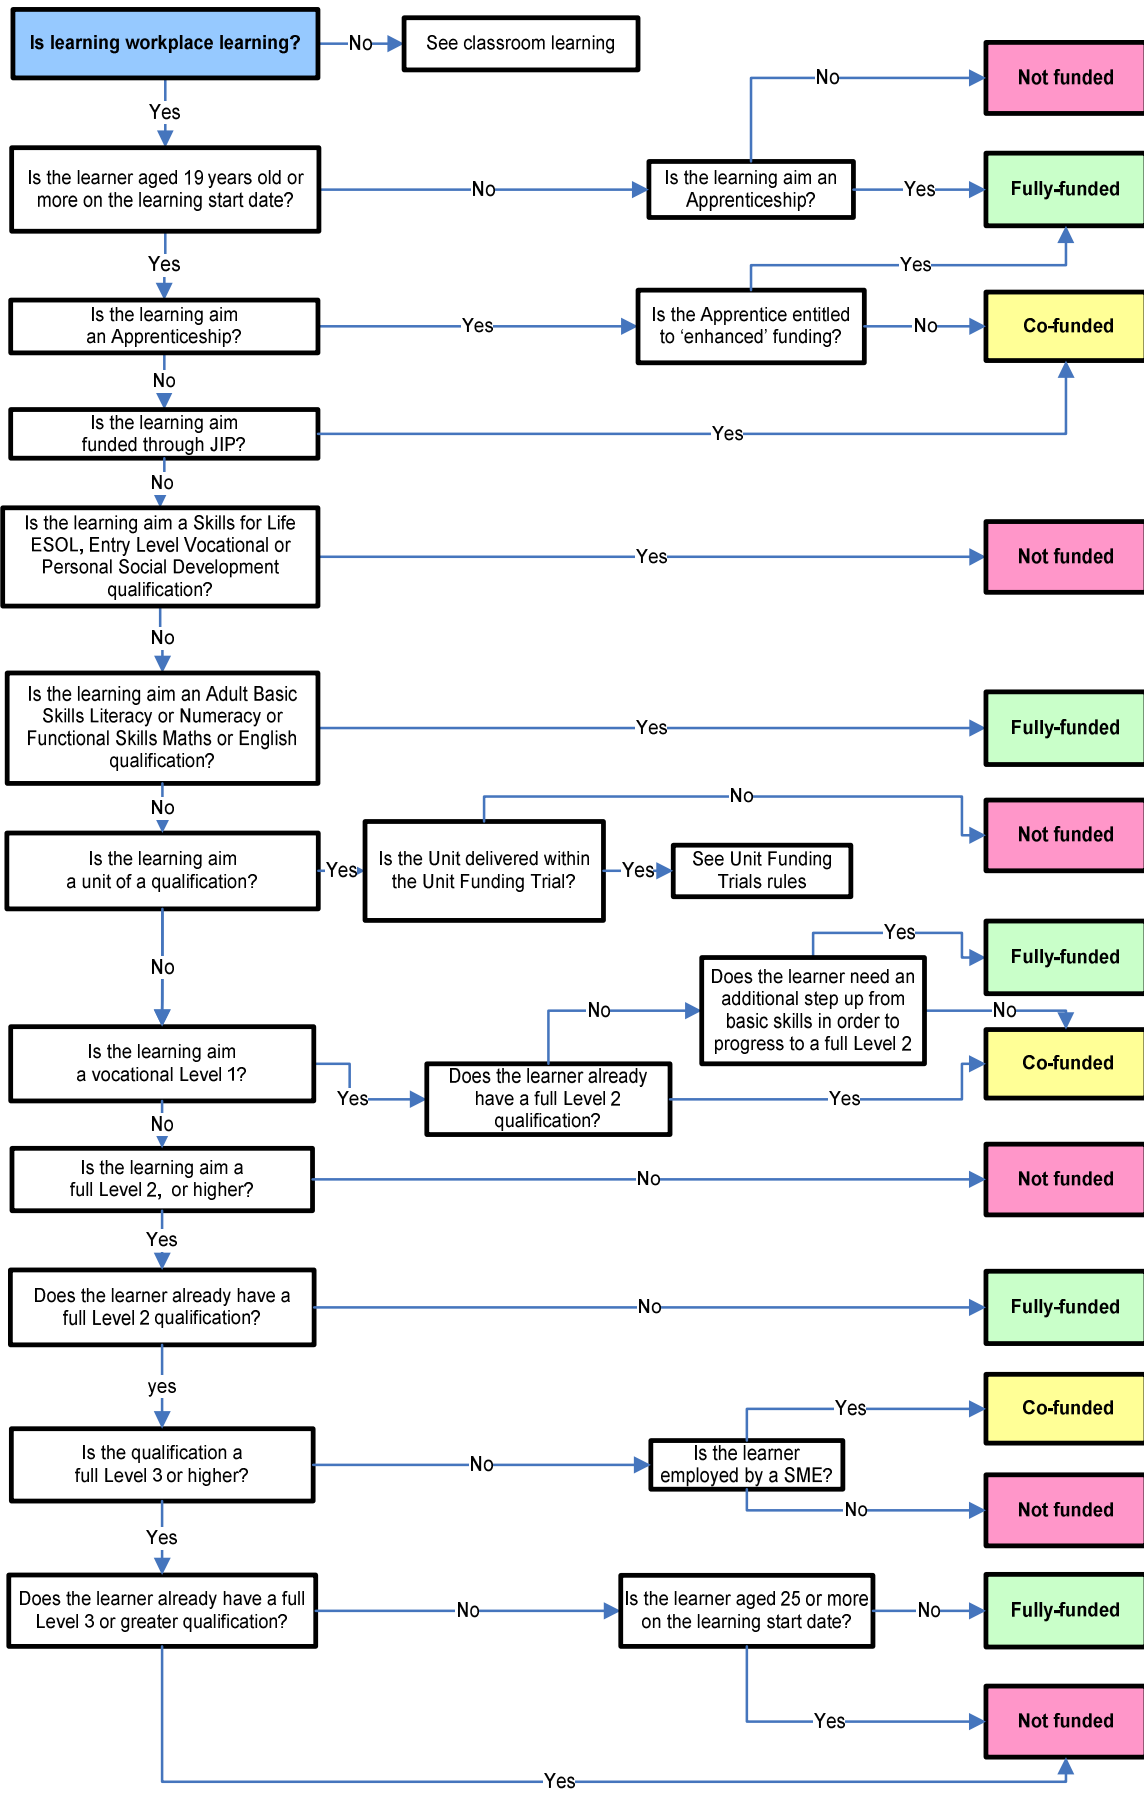 Is learning workplace learning?
No
See classroom learning
No
Not funded
Yes
Is the learner aged 19 years old or
more on the learning start date?
No
Is the learning aim an
Apprenticeship?
Yes
Fully-funded
Yes
Yes
Is the learning aim
an Apprenticeship?
Yes
Is the Apprentice entitled
to ‘enhanced’ funding?
No
Co-funded
No
Is the learning aim
funded through JIP?
Yes
No
Is the learning aim a Skills for Life
ESOL, Entry Level Vocational or
Personal Social Development
qualification?
Yes
Not funded
No
Is the learning aim an Adult Basic
Skills Literacy or Numeracy or
Functional Skills Maths or English
qualification?
Yes
Fully-funded
No
No
Not funded
Is the learning aim
a unit of a qualification?
Yes
Is the Unit delivered within
the Unit Funding Trial?
Yes
See Unit Funding
Trials rules
No
Yes
Fully-funded
Does the learner need an
additional step up from
basic skills in order to
progress to a full Level 2
No
No
Is the learning aim
a vocational Level 1?
Yes
Does the learner already
have a full Level 2
qualification?
Yes
Co-funded
No
Is the learning aim a
full Level 2, or higher?
No
Not funded
Yes
Does the learner already have a
full Level 2 qualification?
No
Fully-funded
yes
Yes
Co-funded
Is the qualification a
full Level 3 or higher?
No
Is the learner
employed by a SME?
No
Not funded
Yes
Does the learner already have a full
Level 3 or greater qualification?
No
Is the learner aged 25 or more
on the learning start date?
No
Fully-funded
Yes
Not funded
Yes